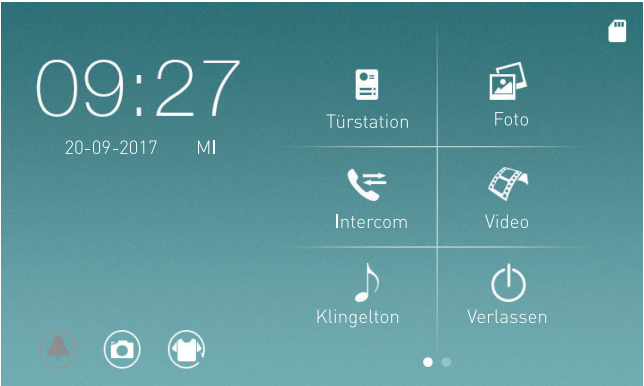 09:27
20-09-2017 MI
Türstation
Foto
Intercom
Video
Klingelton
Verlassen